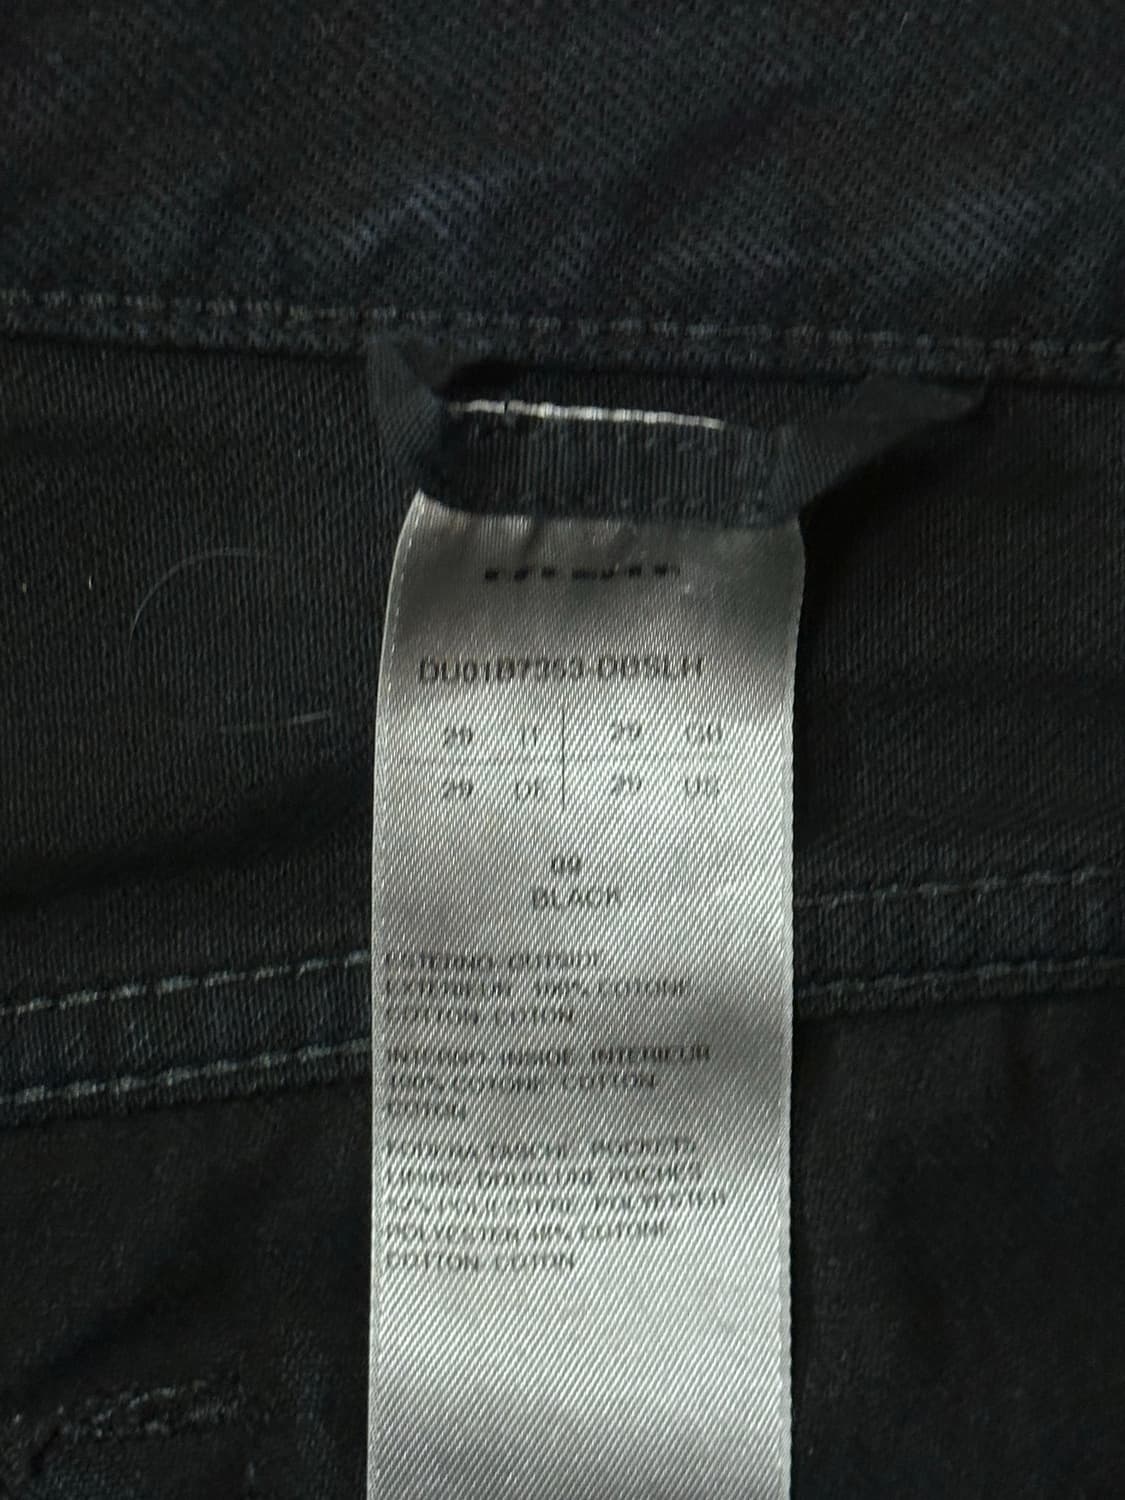 DU01B7353-DDSLH
29 IT 29 GB
29 DE 29 US
09
BLACK
ESTERNO-OUTSIDE
EXTERIEUR 100% COTONE
COTTON-COTON
INTERNO-INSIDE-INTERIEUR
100% COTONE-COTTON
COTON
FODERA TASCHE-POCKETS
LINING-DOUBLURE POCHES
POLIESTERE-POLYESTER
POLYESTER COTONE
COTTON-COTON